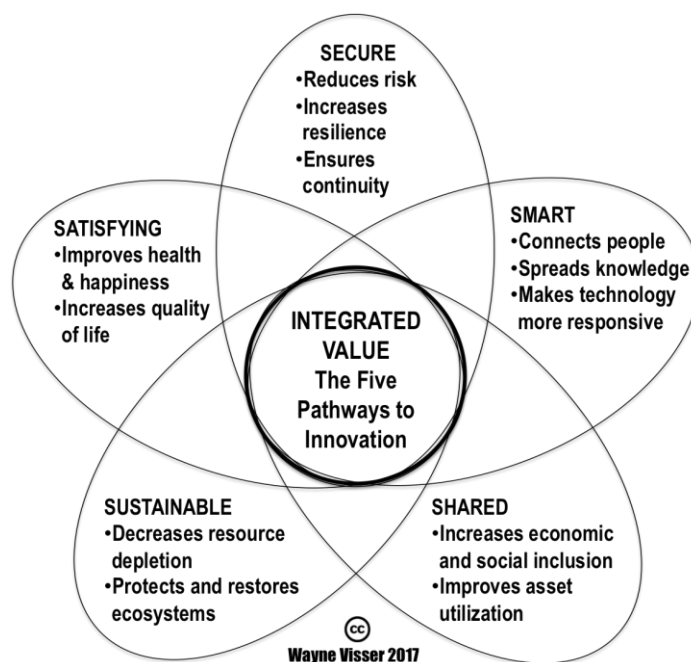 SECURE
•Reduces risk
•Increases
resilience
•Ensures
continuity
SATISFYING
•Improves health
& happiness
•Increases quality
of life
SMART
•Connects people
•Spreads knowledge
•Makes technology
more responsive
INTEGRATED
VALUE
The Five
Pathways to
Innovation
SUSTAINABLE
•Decreases resource
depletion
•Protects and restores
ecosystems
SHARED
•Increases economic
and social inclusion
•Improves asset
utilization
cc
Wayne Visser 2017